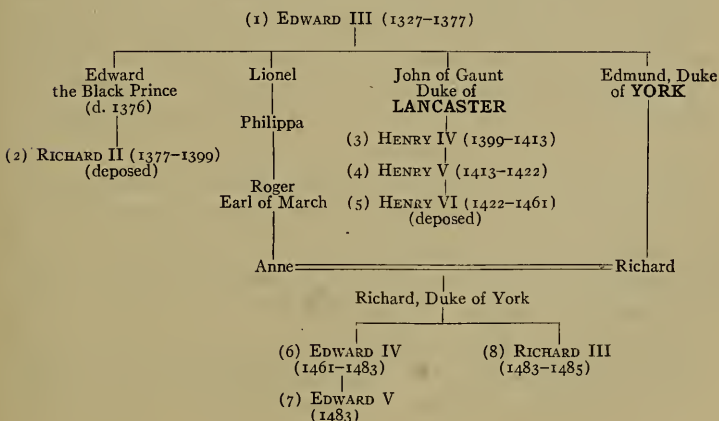 (1) EDWARD III (1327–1377)
Edward
the Black Prince
(d. 1376)
(2) RICHARD II (1377–1399)
(deposed)
Lionel
Philippa
Roger
Earl of March
John of Gaunt
Duke of
LANCASTER
(3) HENRY IV (1399–1413)
(4) HENRY V (1413–1422)
(5) HENRY VI (1422–1461)
(deposed)
Edmund, Duke
of YORK
Anne
Richard
Richard, Duke of York
(6) EDWARD IV
(1461–1483)
(7) EDWARD V
(1483)
(8) RICHARD III
(1483–1485)